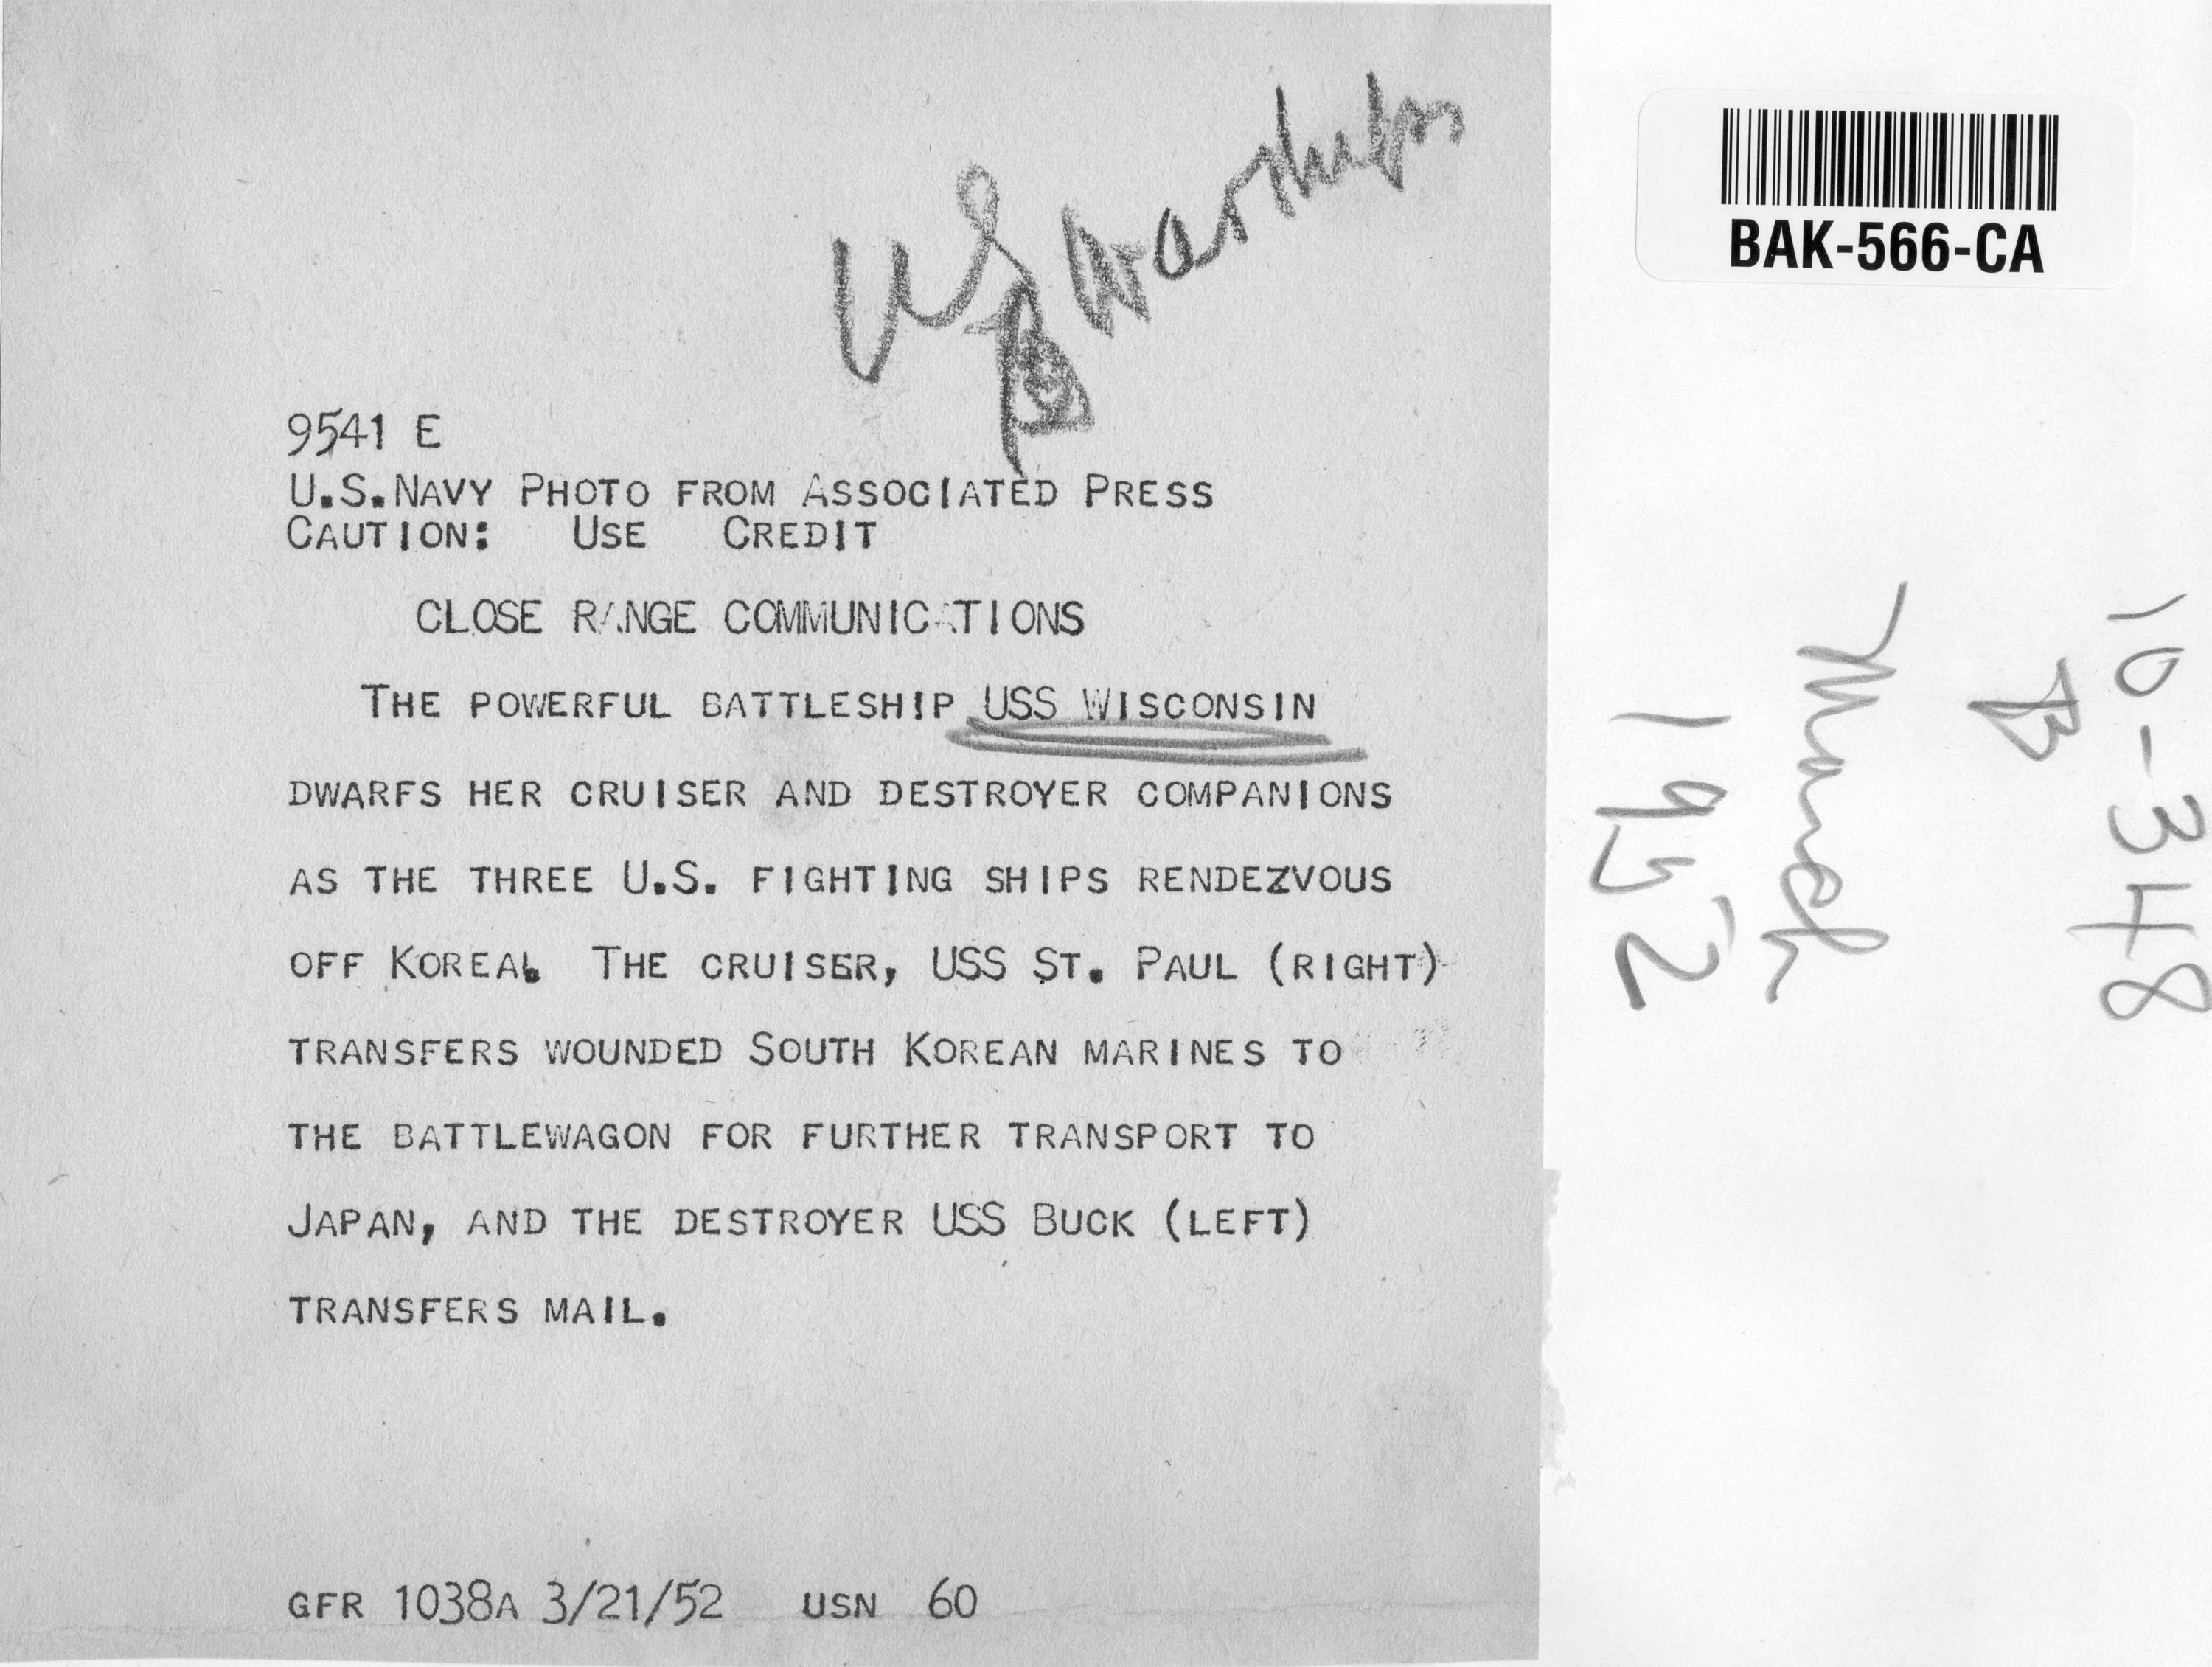 US Warships
9541 E
U.S.NAVY PHOTO FROM ASSOCIATED PRESS
CAUTION: USE CREDIT
CLOSE RANGE COMMUNICATIONS
THE POWERFUL BATTLESHIP USS WISCONSIN
DWARFS HER CRUISER AND DESTROYER COMPANIONS
AS THE THREE U.S. FIGHTING SHIPS RENDEZVOUS
OFF KOREA. THE CRUISER, USS ST. PAUL (RIGHT)
TRANSFERS WOUNDED SOUTH KOREAN MARINES TO
THE BATTLEWAGON FOR FURTHER TRANSPORT TO
JAPAN, AND THE DESTROYER USS BUCK (LEFT)
TRANSFERS MAIL.
GFR 1038A 3/21/52 USN 60
BAK-566-CA
10-348
B
March
1952